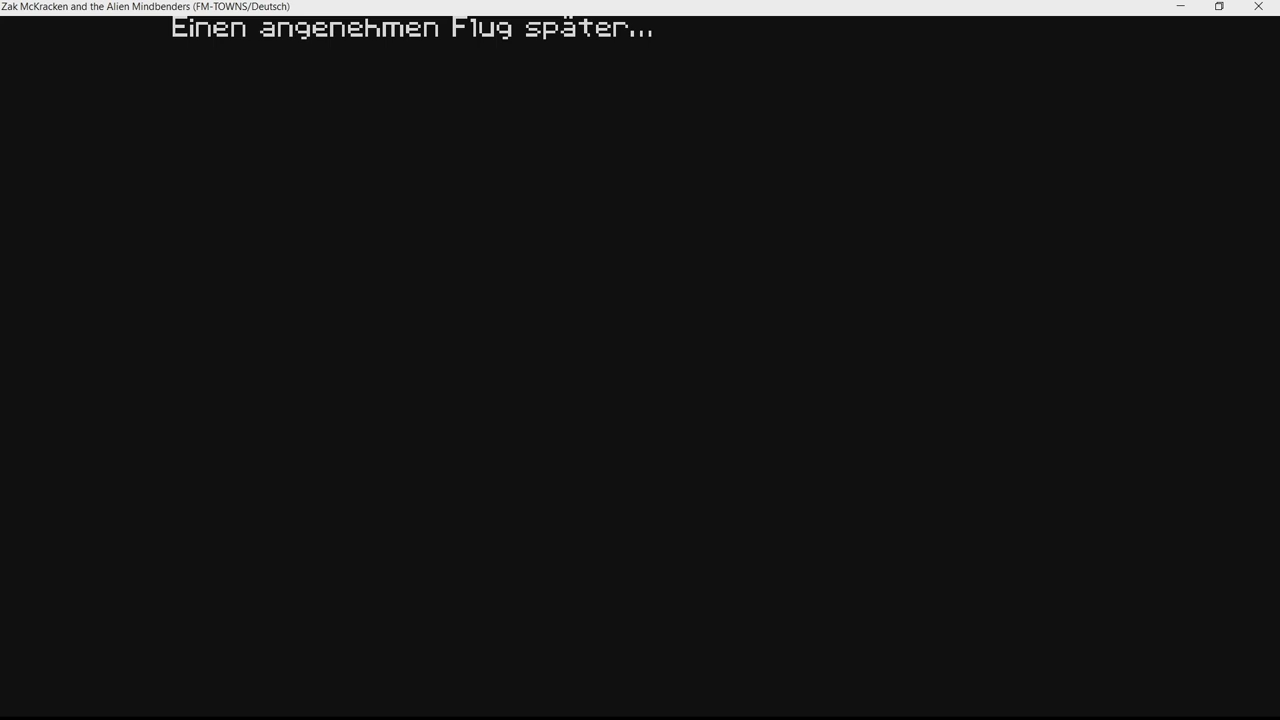 Zak McKracken and the Alien Mindbenders (FM-TOWNS/Deutsch)
Einen angenehmen Flug später...